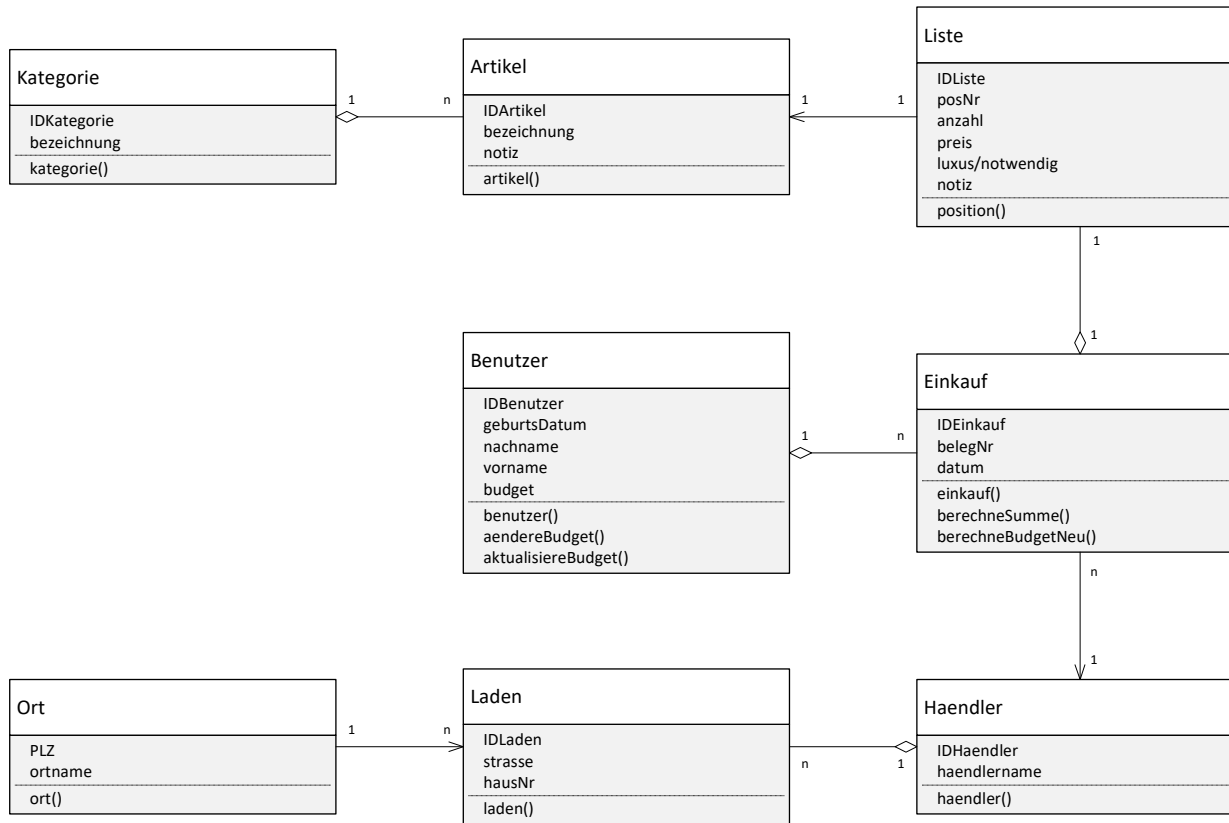 Kategorie
IDKategorie
bezeichnung
kategorie()
1
n
Artikel
IDArtikel
bezeichnung
notiz
artikel()
1
1
Liste
IDListe
posNr
anzahl
preis
luxus/notwendig
notiz
position()
1
1
Benutzer
IDBenutzer
geburtsDatum
nachname
vorname
budget
benutzer()
aendereBudget()
aktualisiereBudget()
1
n
Einkauf
IDEinkauf
belegNr
datum
einkauf()
berechneSumme()
berechneBudgetNeu()
n
1
Ort
PLZ
ortname
ort()
1
n
Laden
IDLaden
strasse
hausNr
laden()
n
1
Haendler
IDHaendler
haendlername
haendler()